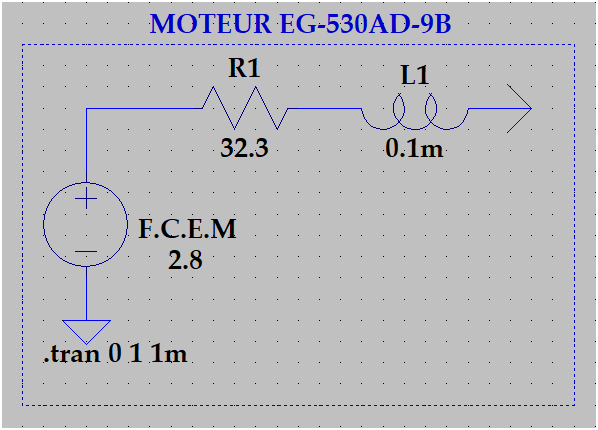 MOTEUR EG-530AD-9B
R1
L1
32.3
0.1m
F.C.E.M
2.8
.tran 0 1 1m